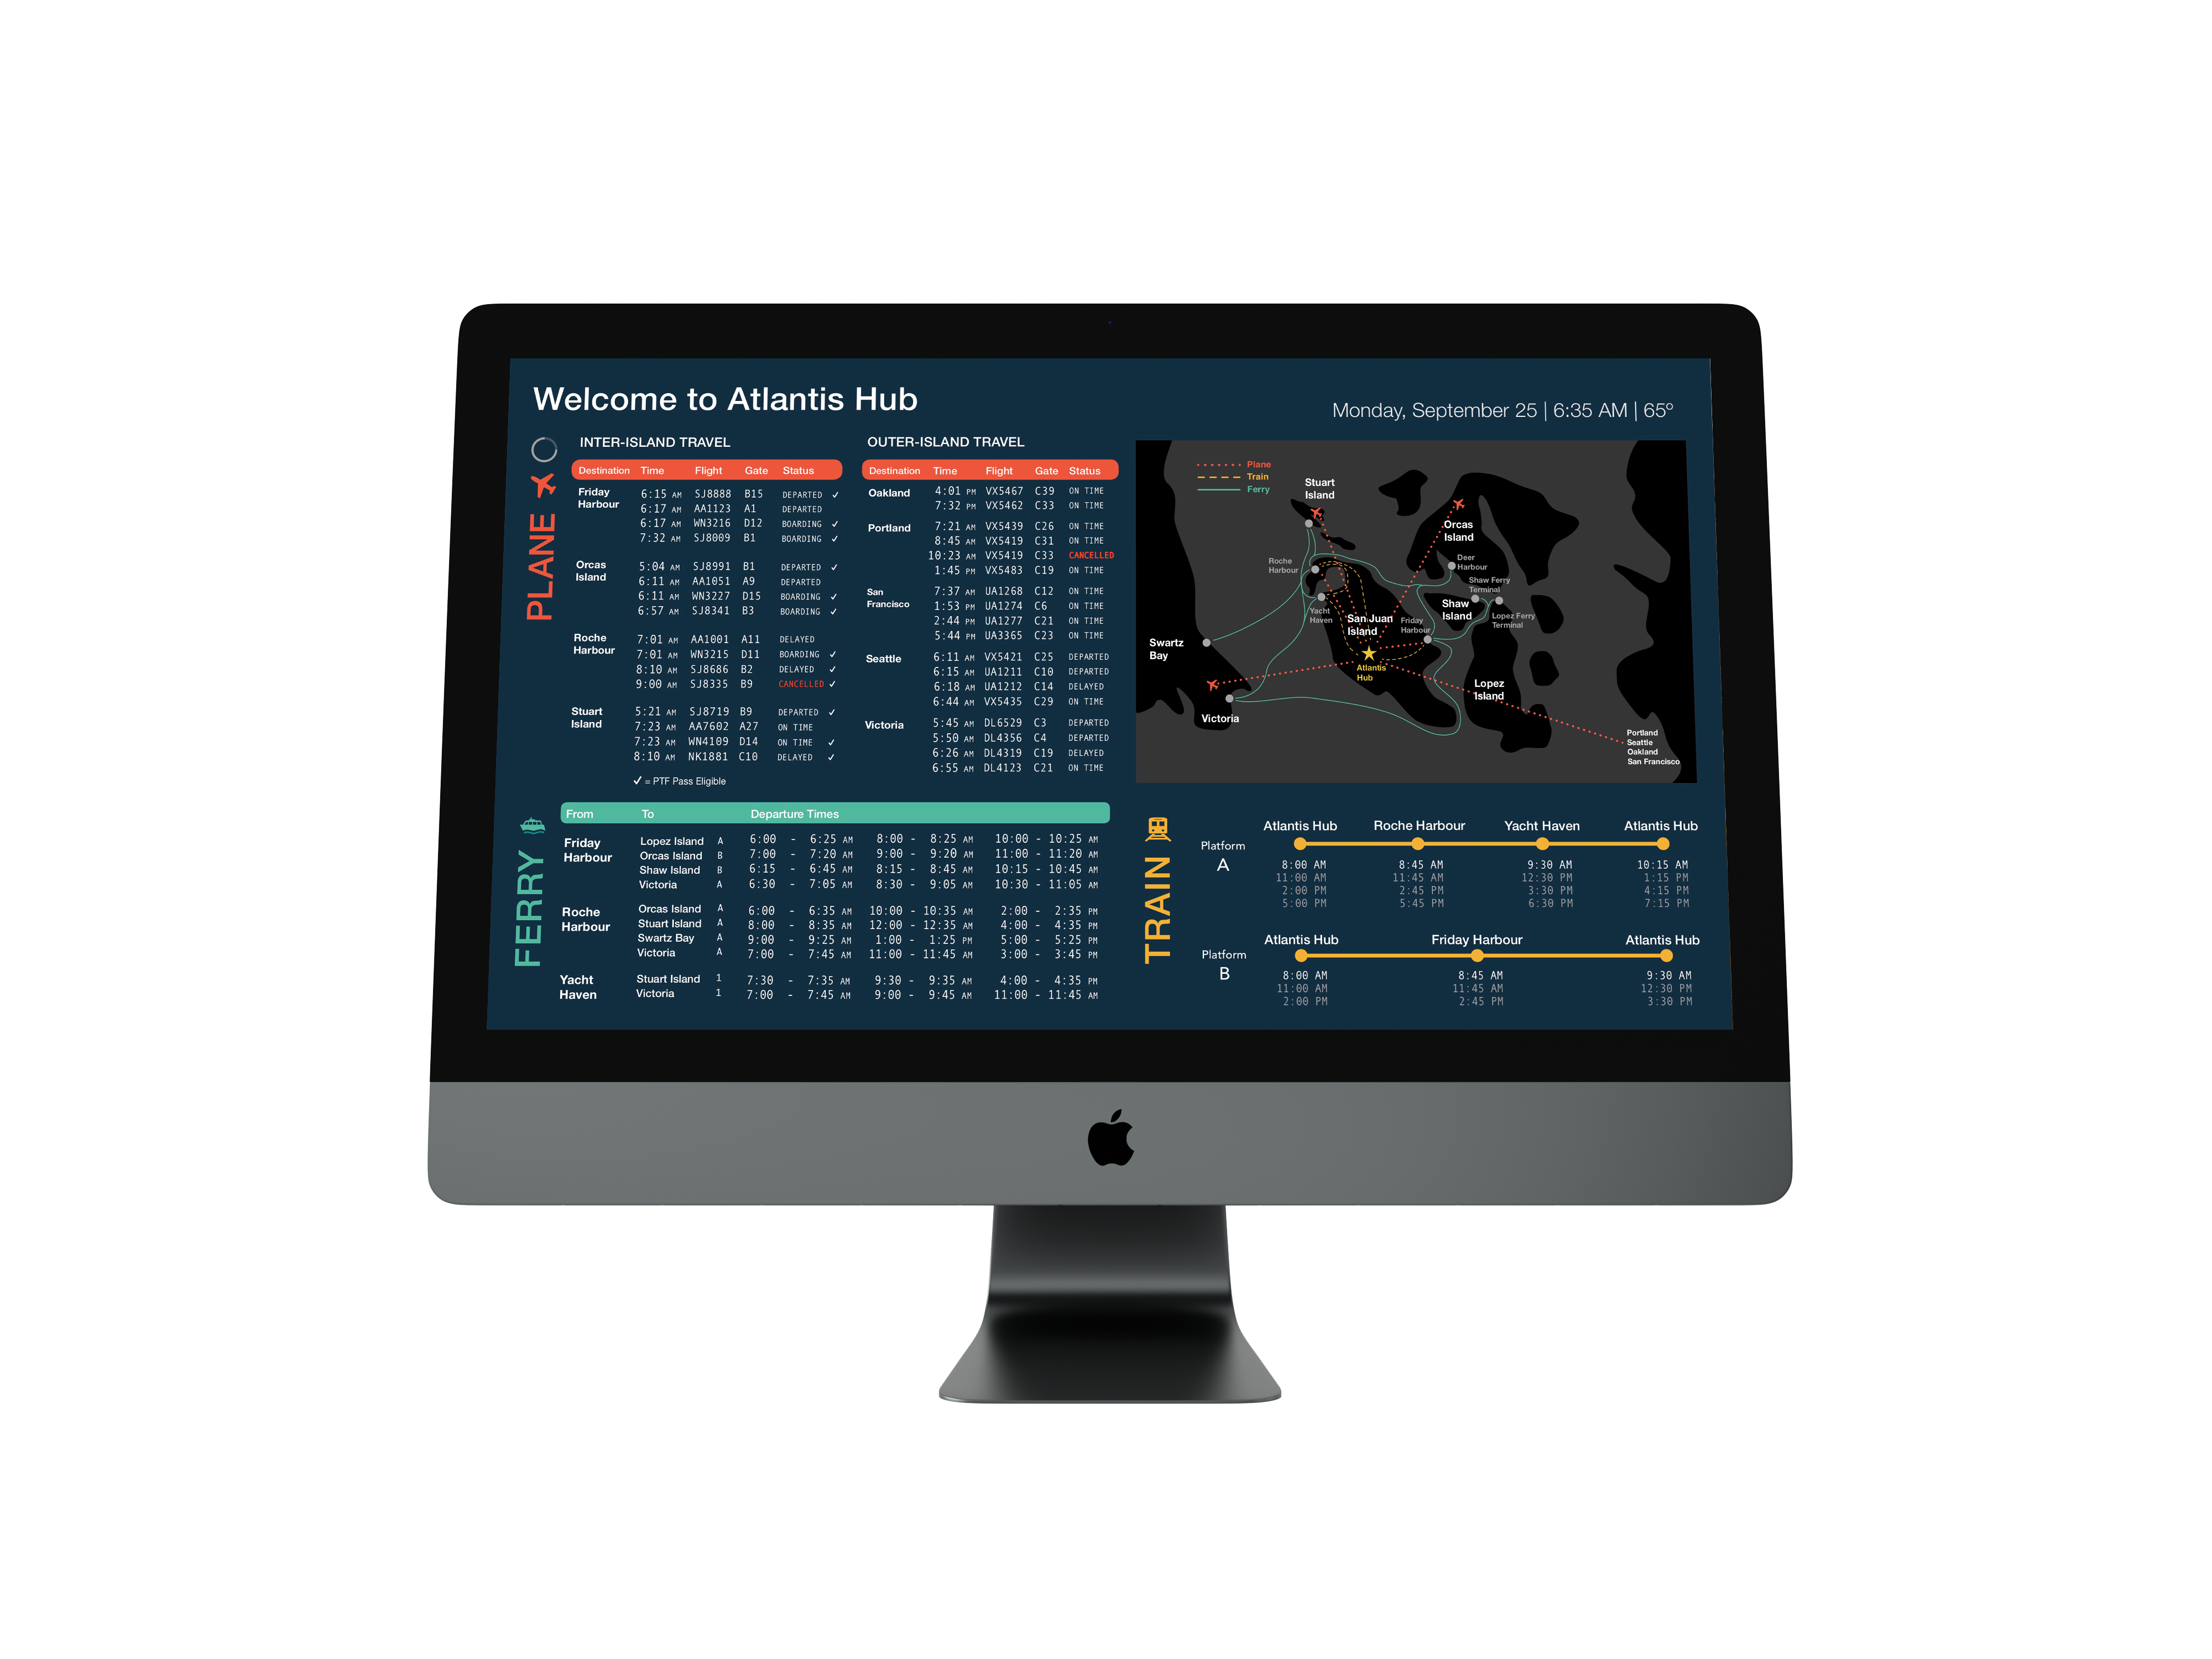 Welcome to Atlantis Hub
Monday, September 25 | 6:35 AM | 65º
PLANE
INTER-ISLAND TRAVEL
Destination Time Flight Gate Status
Friday Harbour
6:15 AM SJ8888 B15 DEPARTED ✓
6:17 AM AA1123 A1 DEPARTED
6:17 AM WN3216 D12 BOARDING ✓
7:32 AM SJ8009 B1 BOARDING ✓
Orcas Island
5:04 AM SJ8991 B1 DEPARTED ✓
6:11 AM AA1051 A9 DEPARTED
6:11 AM WN3227 D15 BOARDING ✓
6:57 AM SJ8341 B3 BOARDING ✓
Roche Harbour
7:01 AM AA1001 A11 DELAYED
7:01 AM WN3215 D11 BOARDING ✓
8:10 AM SJ8686 B2 DELAYED ✓
9:00 AM SJ8335 B9 CANCELLED ✓
Stuart Island
5:21 AM SJ8719 B9 DEPARTED ✓
7:23 AM AA7602 A27 ON TIME
7:23 AM WN4109 D14 ON TIME ✓
8:10 AM NK1881 C10 DELAYED ✓
✓ = PTF Pass Eligible
OUTER-ISLAND TRAVEL
Destination Time Flight Gate Status
Oakland
4:01 PM VX5467 C39 ON TIME
7:32 PM VX5462 C33 ON TIME
Portland
7:21 AM VX5439 C26 ON TIME
8:45 AM VX5419 C31 ON TIME
10:23 AM VX5419 C33 CANCELLED
1:45 PM VX5483 C19 ON TIME
San Francisco
7:37 AM UA1268 C12 ON TIME
1:53 PM UA1274 C6 ON TIME
2:44 PM UA1277 C21 ON TIME
5:44 PM UA3365 C23 ON TIME
Seattle
6:11 AM VX5421 C25 DEPARTED
6:15 AM UA1211 C10 DEPARTED
6:18 AM UA1212 C14 DELAYED
6:44 AM VX5435 C29 ON TIME
Victoria
5:45 AM DL6529 C3 DEPARTED
5:50 AM DL4356 C4 DEPARTED
6:26 AM DL4319 C19 DELAYED
6:55 AM DL4123 C21 ON TIME
Plane
Train
Ferry
Stuart
Island
Orcas
Island
Roche
Harbour
Deer
Harbour
Shaw Ferry
Terminal
Shaw
Island
Lopez Ferry
Terminal
Yacht
Haven
San Juan
Island
Friday
Harbour
Swartz
Bay
Atlantis
Hub
Lopez
Island
Victoria
Portland
Seattle
Oakland
San Francisco
FERRY
From To Departure Times
Friday Harbour
Lopez Island A 6:00 - 6:25 AM 8:00 - 8:25 AM 10:00 - 10:25 AM
Orcas Island B 7:00 - 7:20 AM 9:00 - 9:20 AM 11:00 - 11:20 AM
Shaw Island B 6:15 - 6:45 AM 8:15 - 8:45 AM 10:15 - 10:45 AM
Victoria A 6:30 - 7:05 AM 8:30 - 9:05 AM 10:30 - 11:05 AM
Roche Harbour
Orcas Island A 6:00 - 6:35 AM 10:00 - 10:35 AM 2:00 - 2:35 PM
Stuart Island A 8:00 - 8:35 AM 12:00 - 12:35 AM 4:00 - 4:35 PM
Swartz Bay A 9:00 - 9:25 AM 1:00 - 1:25 PM 5:00 - 5:25 PM
Victoria A 7:00 - 7:45 AM 11:00 - 11:45 AM 3:00 - 3:45 PM
Yacht Haven
Stuart Island 1 7:30 - 7:35 AM 9:30 - 9:35 AM 4:00 - 4:35 PM
Victoria 1 7:00 - 7:45 AM 9:00 - 9:45 AM 11:00 - 11:45 AM
TRAIN
Platform
A
Atlantis Hub Roche Harbour Yacht Haven Atlantis Hub
8:00 AM 8:45 AM 9:30 AM 10:15 AM
11:00 AM 11:45 AM 12:30 PM 1:15 PM
2:00 PM 2:45 PM 3:30 PM 4:15 PM
5:00 PM 5:45 PM 6:30 PM 7:15 PM
Platform
B
Atlantis Hub Friday Harbour Atlantis Hub
8:00 AM 8:45 AM 9:30 AM
11:00 AM 11:45 AM 12:30 PM
2:00 PM 2:45 PM 3:30 PM